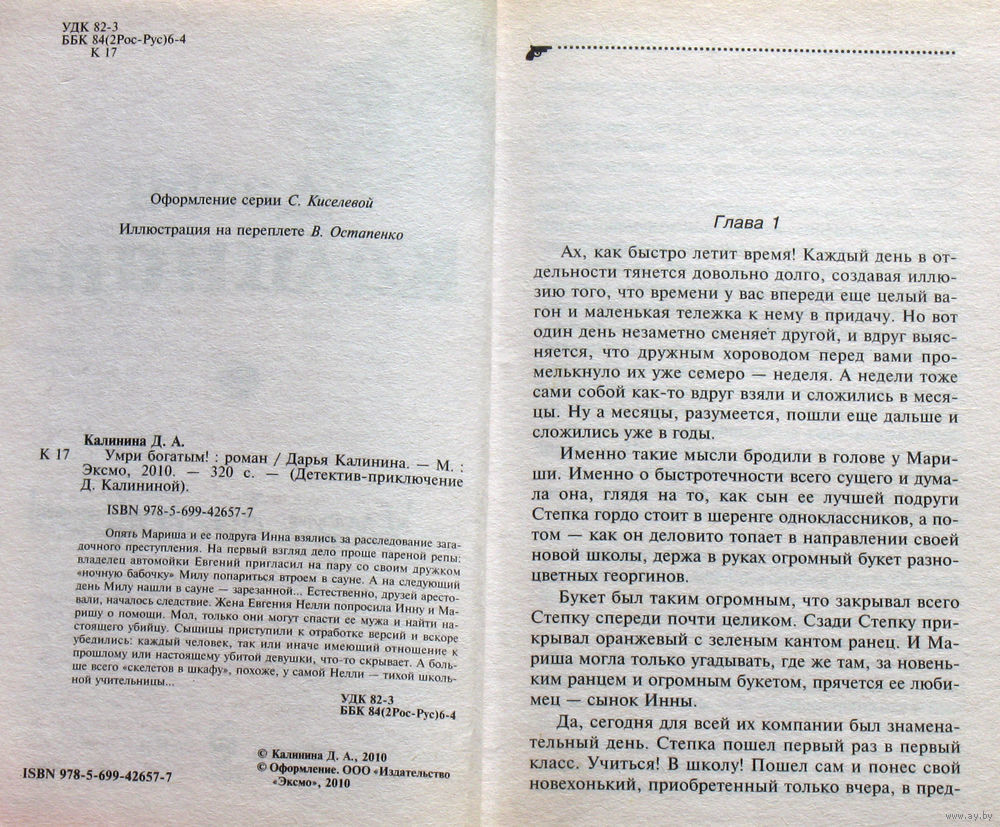 УДК 82-3
ББК 84(2Рос-Рус)6-4
К 17
Оформление серии С. Киселевой
Иллюстрация на переплете В. Остапенко
Калинина Д. А.
К 17 Умри богатым! : роман / Дарья Калинина. — М. :
Эксмо, 2010. — 320 с. — (Детектив-приключение
Д. Калининой).
ISBN 978-5-699-42657-7
Опять Мариша и ее подруга Инна взялись за расследование зага-
дочного преступления. На первый взгляд дело проще пареной репы:
владелец автомойки Евгений пригласил на пару со своим дружком
«ночную бабочку» Милу попариться втроем в сауне. А на следующий
день Милу нашли в сауне — зарезанной... Естественно, друзей аресто-
вали, началось следствие. Жена Евгения Нелли попросила Инну и Ма-
ришу о помощи. Мол, только они могут спасти ее мужа и найти на-
стоящего убийцу. Сыщицы приступили к отработке версий и вскоре
убедились: каждый человек, так или иначе имеющий отношение к
прошлому или настоящему убитой девушки, что-то скрывает. А боль-
ше всего «скелетов в шкафу», похоже, у самой Нелли — тихой школь-
ной учительницы...
УДК 82-3
ББК 84(2Рос-Рус)6-4
© Калинина Д. А., 2010
© Оформление. ООО «Издательство
«Эксмо», 2010
ISBN 978-5-699-42657-7
Глава 1
Ах, как быстро летит время! Каждый день в от-
дельности тянется довольно долго, создавая иллю-
зию того, что времени у вас впереди еще целый ва-
гон и маленькая тележка к нему в придачу. Но вот
один день незаметно сменяет другой, и вдруг выяс-
няется, что дружным хороводом перед вами про-
мелькнуло их уже семеро — неделя. А недели тоже
сами собой как-то вдруг взяли и сложились в меся-
цы. Ну а месяцы, разумеется, пошли еще дальше и
сложились уже в годы.
Именно такие мысли бродили в голове у Мари-
ши. Именно о быстротечности всего сущего и дума-
ла она, глядя на то, как сын ее лучшей подруги
Степка гордо стоит в шеренге одноклассников, а по-
том — как он деловито топает в направлении своей
новой школы, держа в руках огромный букет разно-
цветных георгинов.
Букет был таким огромным, что закрывал всего
Степку спереди почти целиком. Сзади Степку при-
крывал оранжевый с зеленым кантом ранец. И Ма-
риша могла только угадывать, где же там, за новень-
ким ранцем и огромным букетом, прячется ее люби-
мец — сынок Инны.
Да, сегодня для всей их компании был знамена-
тельный день. Степка пошел первый раз в первый
класс. Учиться! В школу! Пошел сам и понес свой
новехонький, приобретенный только вчера, в пред-
www.ay.by